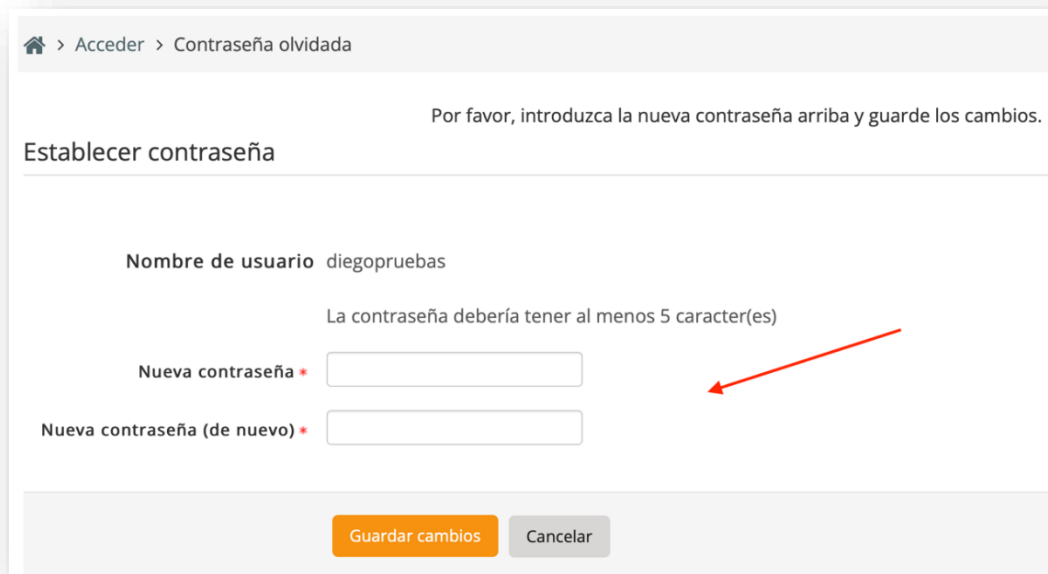 > Acceder > Contraseña olvidada
Por favor, introduzca la nueva contraseña arriba y guarde los cambios.
Establecer contraseña
Nombre de usuario diegopruebas
La contraseña debería tener al menos 5 caracter(es)
Nueva contraseña *
Nueva contraseña (de nuevo) *
Guardar cambios Cancelar